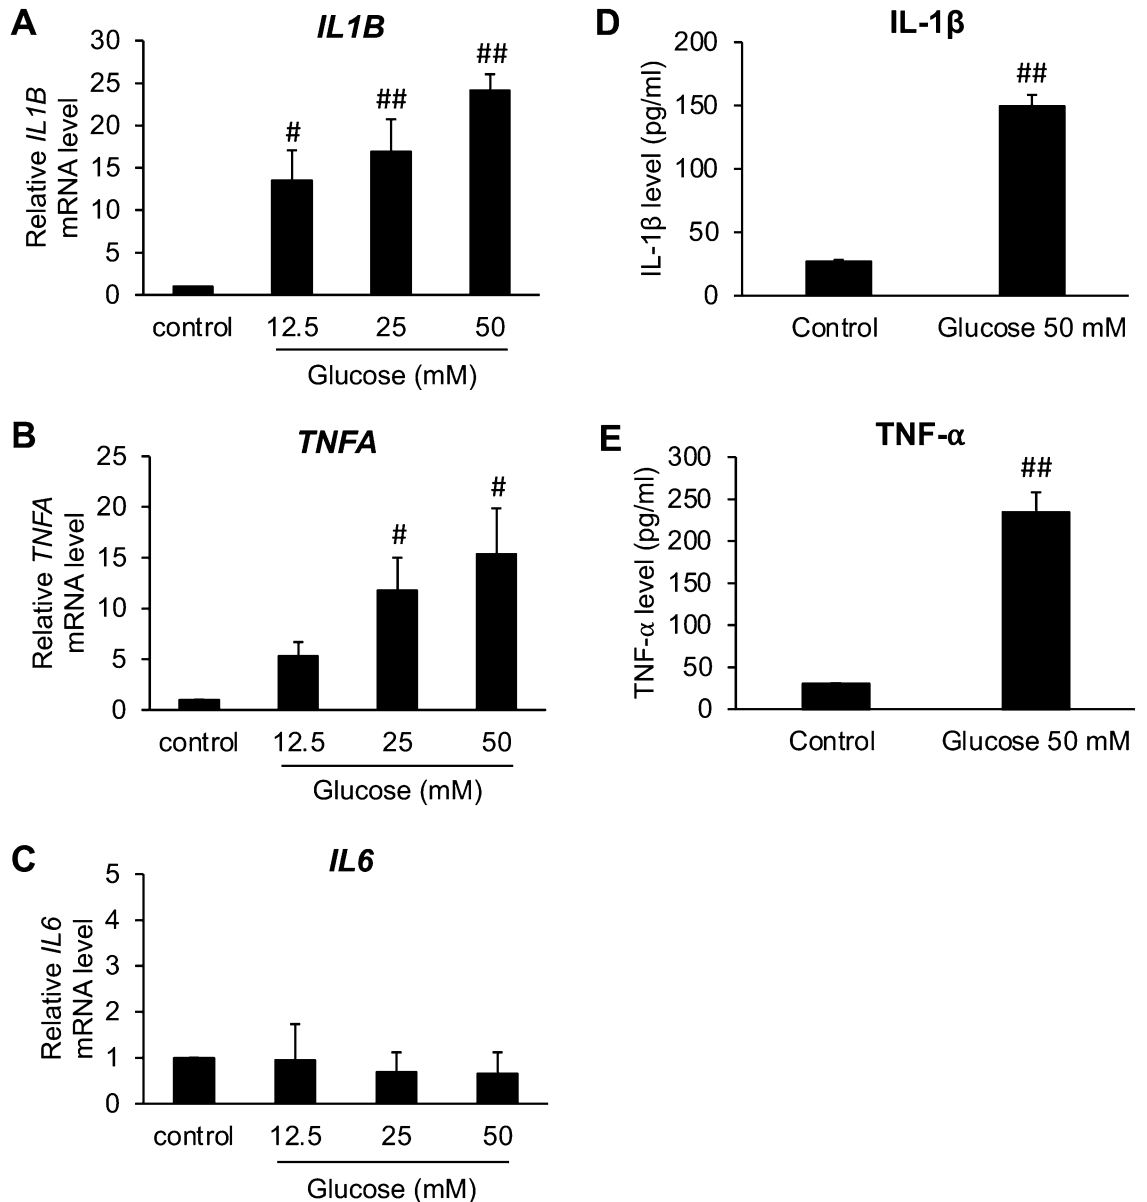 A
IL1B
Relative IL1B
mRNA level
30
25
20
15
10
5
0
#
##
##
control 12.5 25 50
Glucose (mM)
B
TNFA
Relative TNFA
mRNA level
25
20
15
10
5
0
#
#
control 12.5 25 50
Glucose (mM)
C
IL6
Relative IL6
mRNA level
5
4
3
2
1
0
control 12.5 25 50
Glucose (mM)
D
IL-1β
IL-1β level (pg/ml)
200
150
100
50
0
##
Control Glucose 50 mM
E
TNF-α
TNF-α level (pg/ml)
300
250
200
150
100
50
0
##
Control Glucose 50 mM